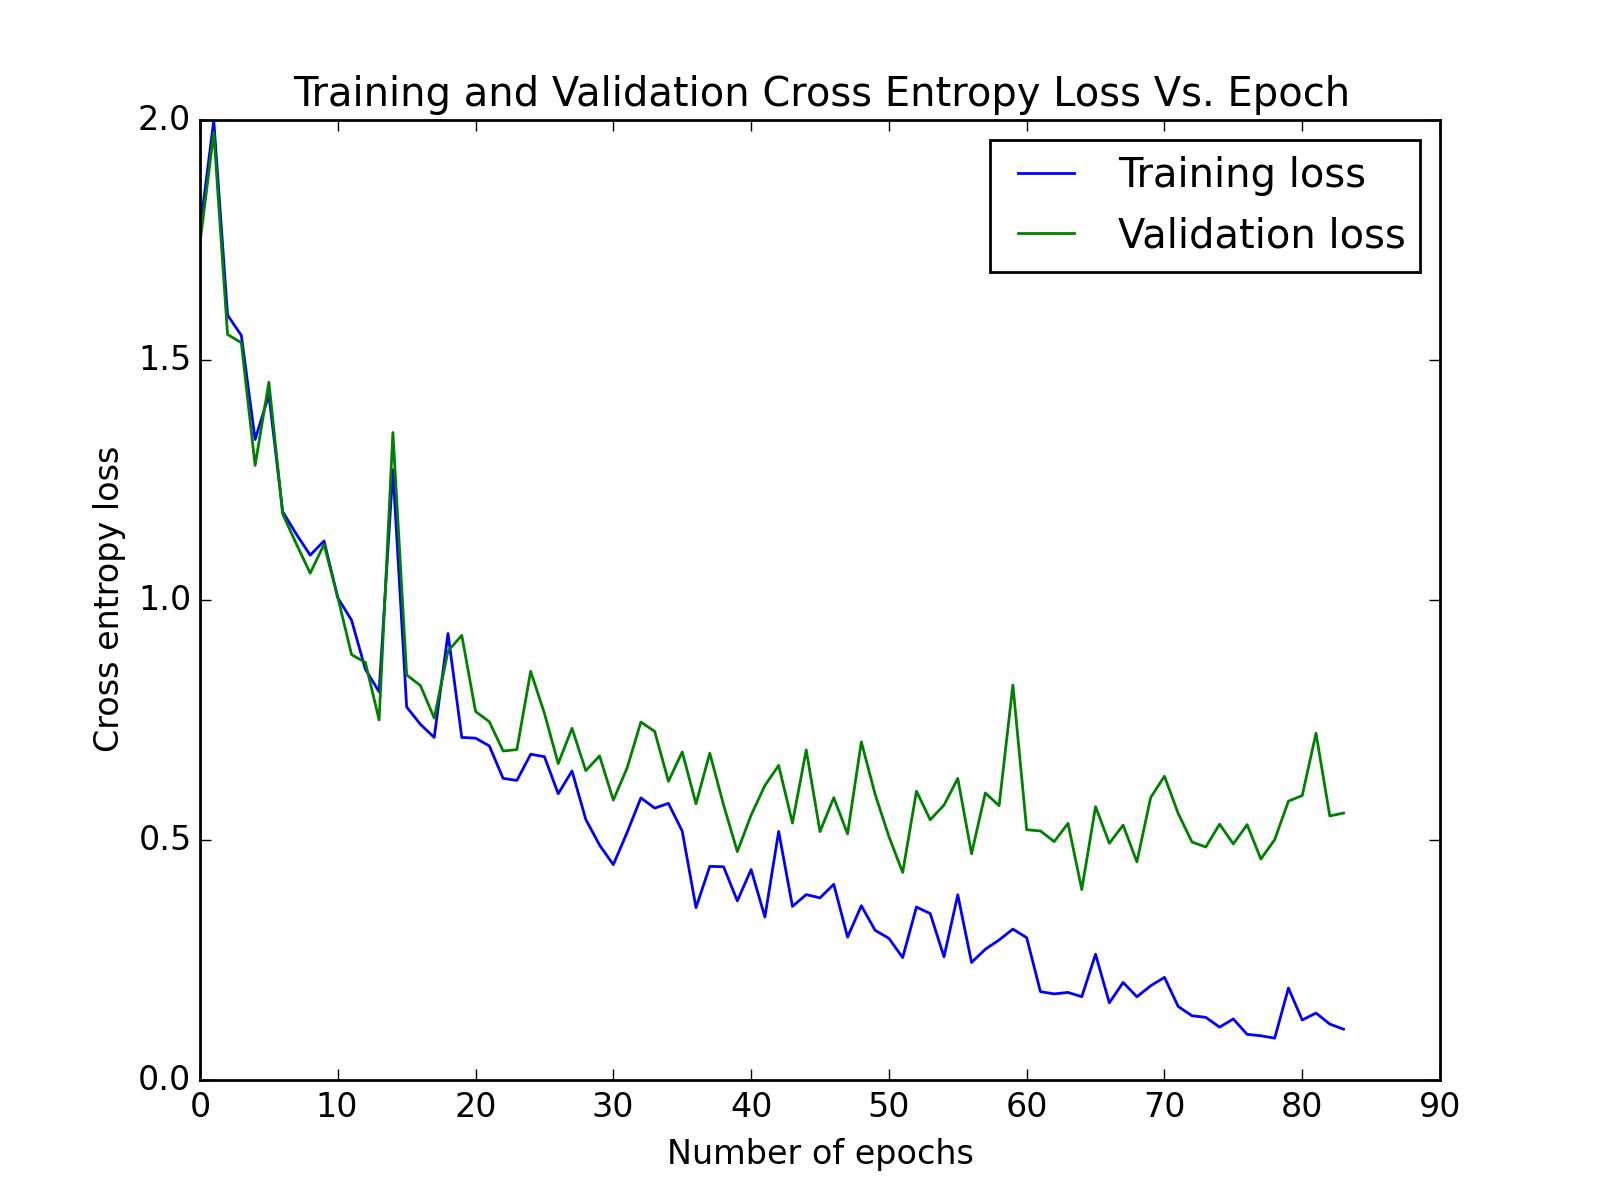 Training and Validation Cross Entropy Loss Vs. Epoch
Training loss
Validation loss
Cross entropy loss
2.0
1.5
1.0
0.5
0.0
0 10 20 30 40 50 60 70 80 90
Number of epochs